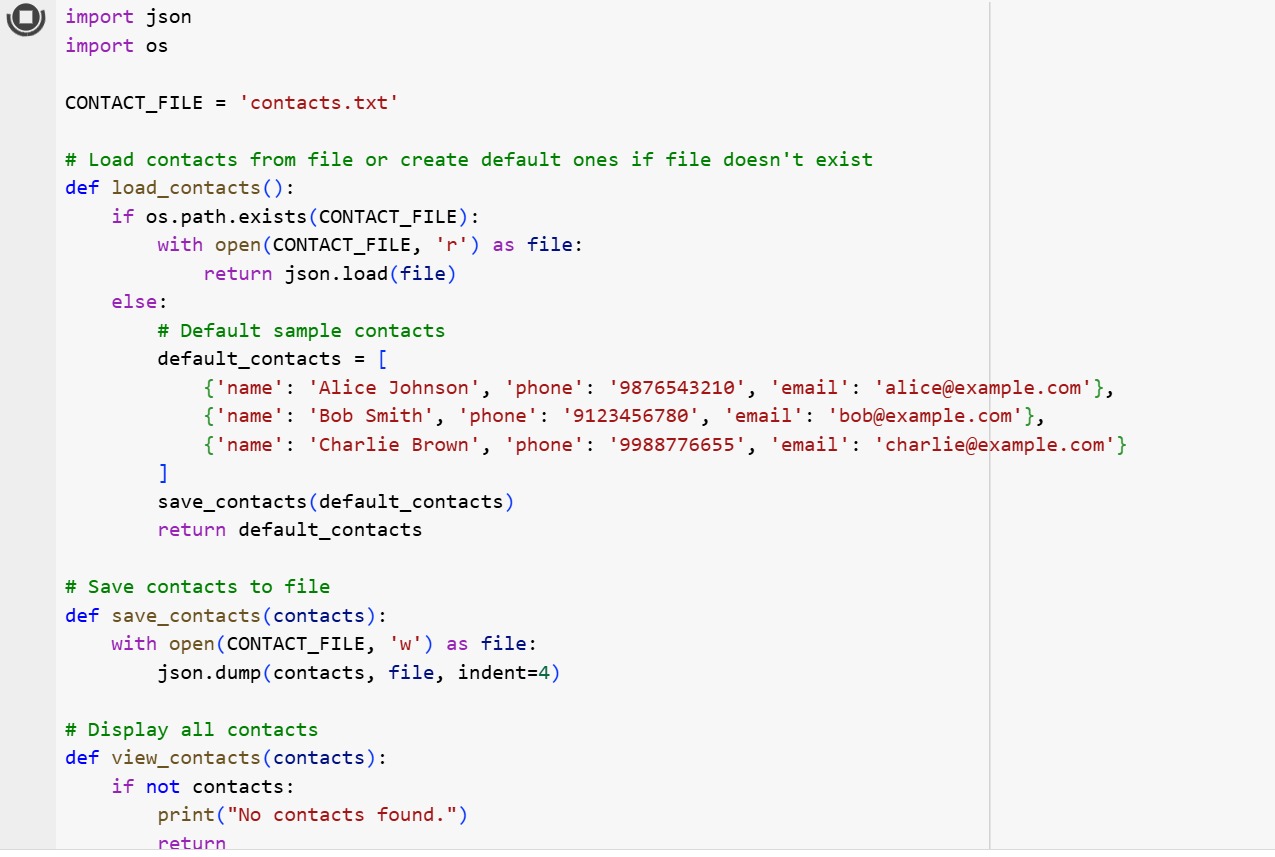 import json
import os

CONTACT_FILE = 'contacts.txt'

# Load contacts from file or create default ones if file doesn't exist
def load_contacts():
    if os.path.exists(CONTACT_FILE):
        with open(CONTACT_FILE, 'r') as file:
            return json.load(file)
    else:
        # Default sample contacts
        default_contacts = [
            {'name': 'Alice Johnson', 'phone': '9876543210', 'email': 'alice@example.com'},
            {'name': 'Bob Smith', 'phone': '9123456780', 'email': 'bob@example.com'},
            {'name': 'Charlie Brown', 'phone': '9988776655', 'email': 'charlie@example.com'}
        ]
        save_contacts(default_contacts)
        return default_contacts

# Save contacts to file
def save_contacts(contacts):
    with open(CONTACT_FILE, 'w') as file:
        json.dump(contacts, file, indent=4)

# Display all contacts
def view_contacts(contacts):
    if not contacts:
        print("No contacts found.")
        return